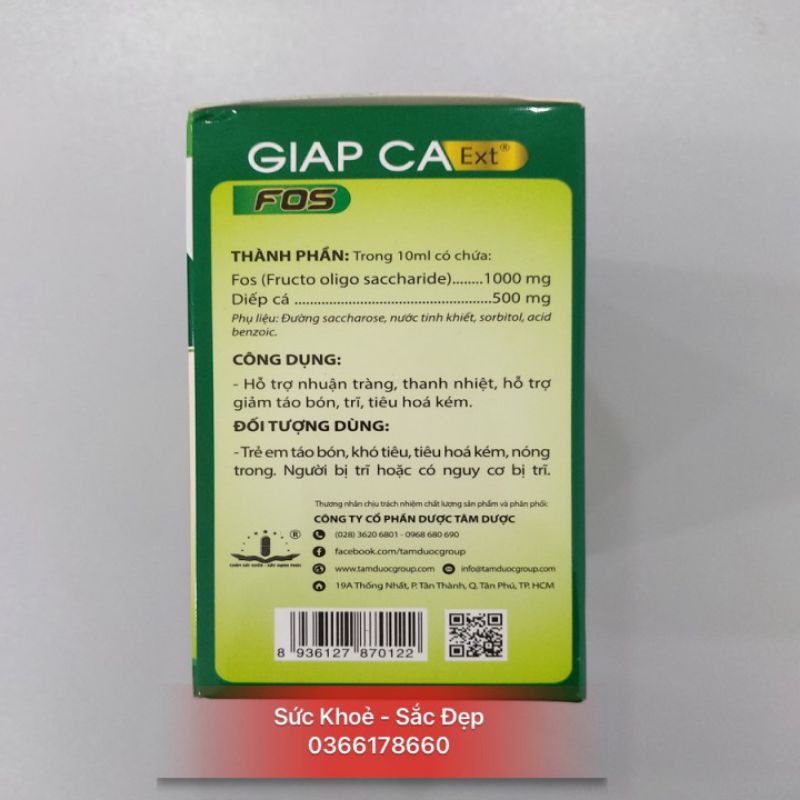 GIAP CA Ext®
FOS
THÀNH PHẦN: Trong 10ml có chứa:
Fos (Fructo oligo saccharide)........1000 mg
Diếp cá ..................................................500 mg
Phụ liệu: Đường saccharose, nước tinh khiết, sorbitol, acid
benzoic.
CÔNG DỤNG:
- Hỗ trợ nhuận tràng, thanh nhiệt, hỗ trợ
giảm táo bón, trĩ, tiêu hoá kém.
ĐỐI TƯỢNG DÙNG:
- Trẻ em táo bón, khó tiêu, tiêu hoá kém, nóng
trong. Người bị trĩ hoặc có nguy cơ bị trĩ.
Thương nhân chịu trách nhiệm chất lượng sản phẩm và phân phối:
CÔNG TY CỔ PHẦN DƯỢC TÂM DƯỢC
(028) 3620 6801 - 0968 680 690
facebook.com/tamduocgroup
www.tamduocgroup.com info@tamduocgroup.com
19A Thống Nhất, P. Tân Thành, Q. Tân Phú, TP. HCM
®
CHĂM SỨC KHỎE - XÂY HẠNH PHÚC
8 936127 870122
Sức Khoẻ - Sắc Đẹp
0366178660